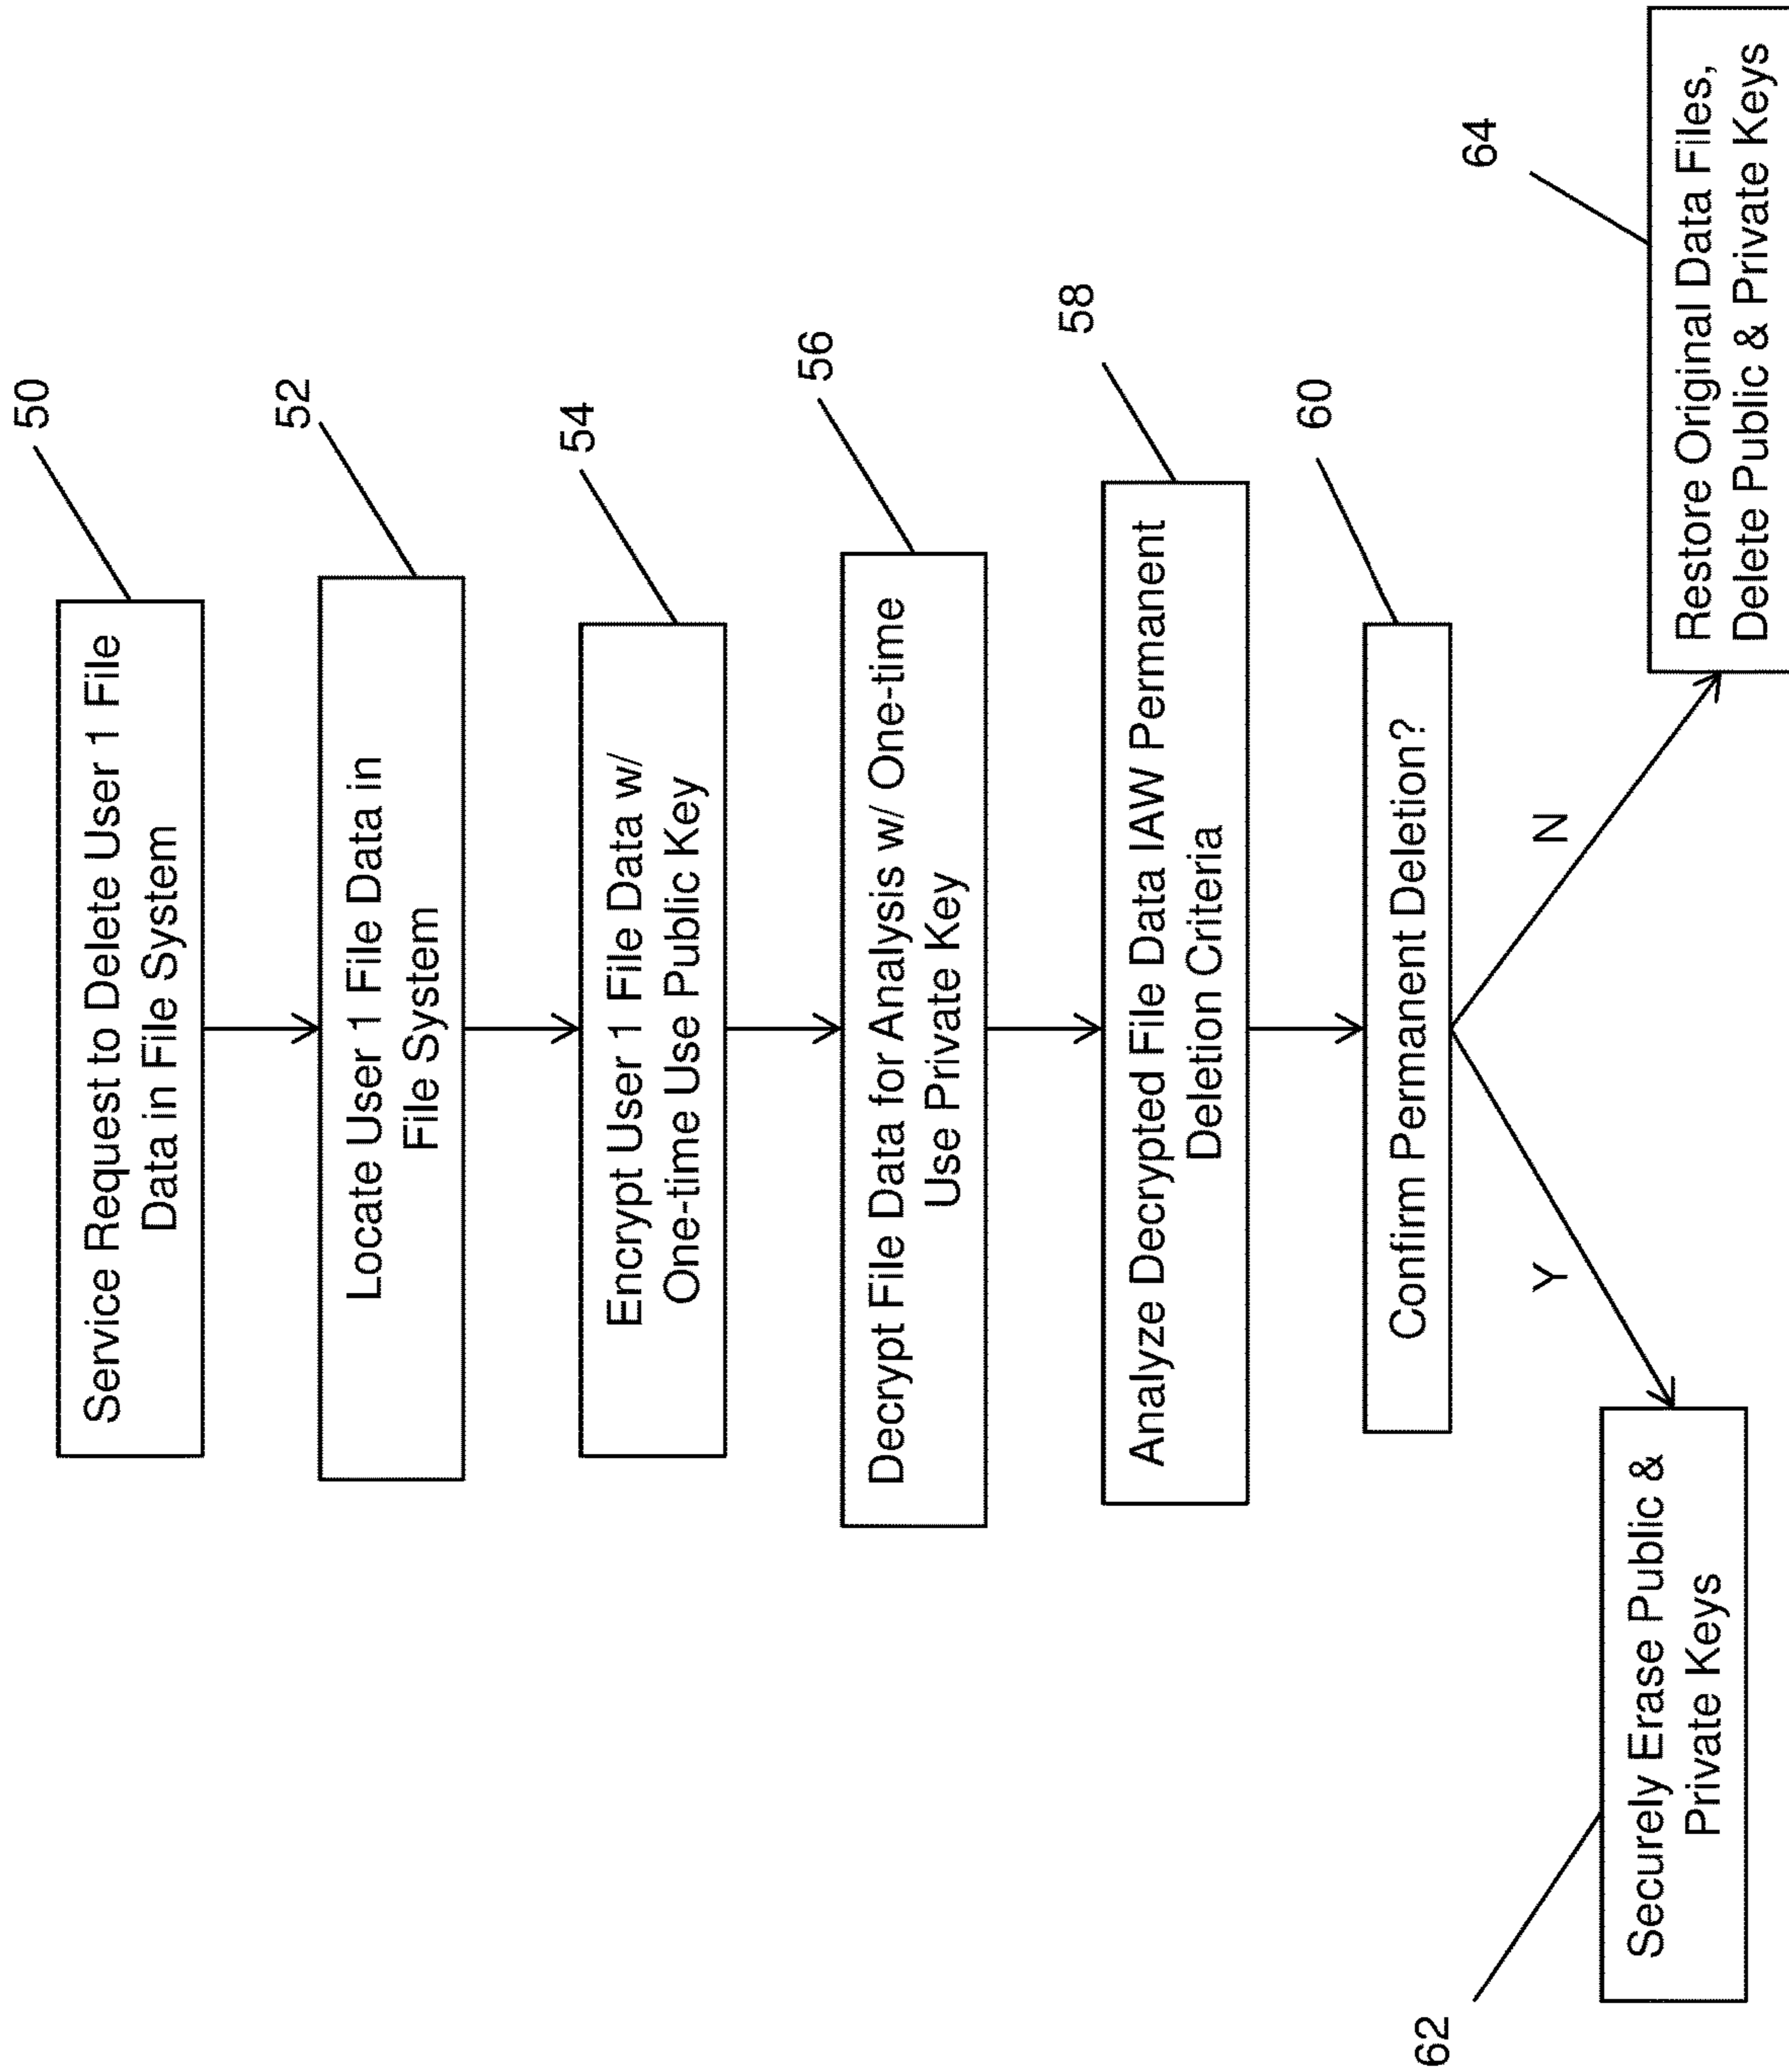 50
Service Request to Delete User 1 File
Data in File System
52
Locate User 1 File Data in
File System
54
Encrypt User 1 File Data w/
One-time Use Public Key
56
Decrypt File Data for Analysis w/ One-time
Use Private Key
58
Analyze Decrypted File Data IAW Permanent
Deletion Criteria
60
Confirm Permanent Deletion?
Y
N
62
Securely Erase Public &
Private Keys
64
Restore Original Data Files,
Delete Public & Private Keys